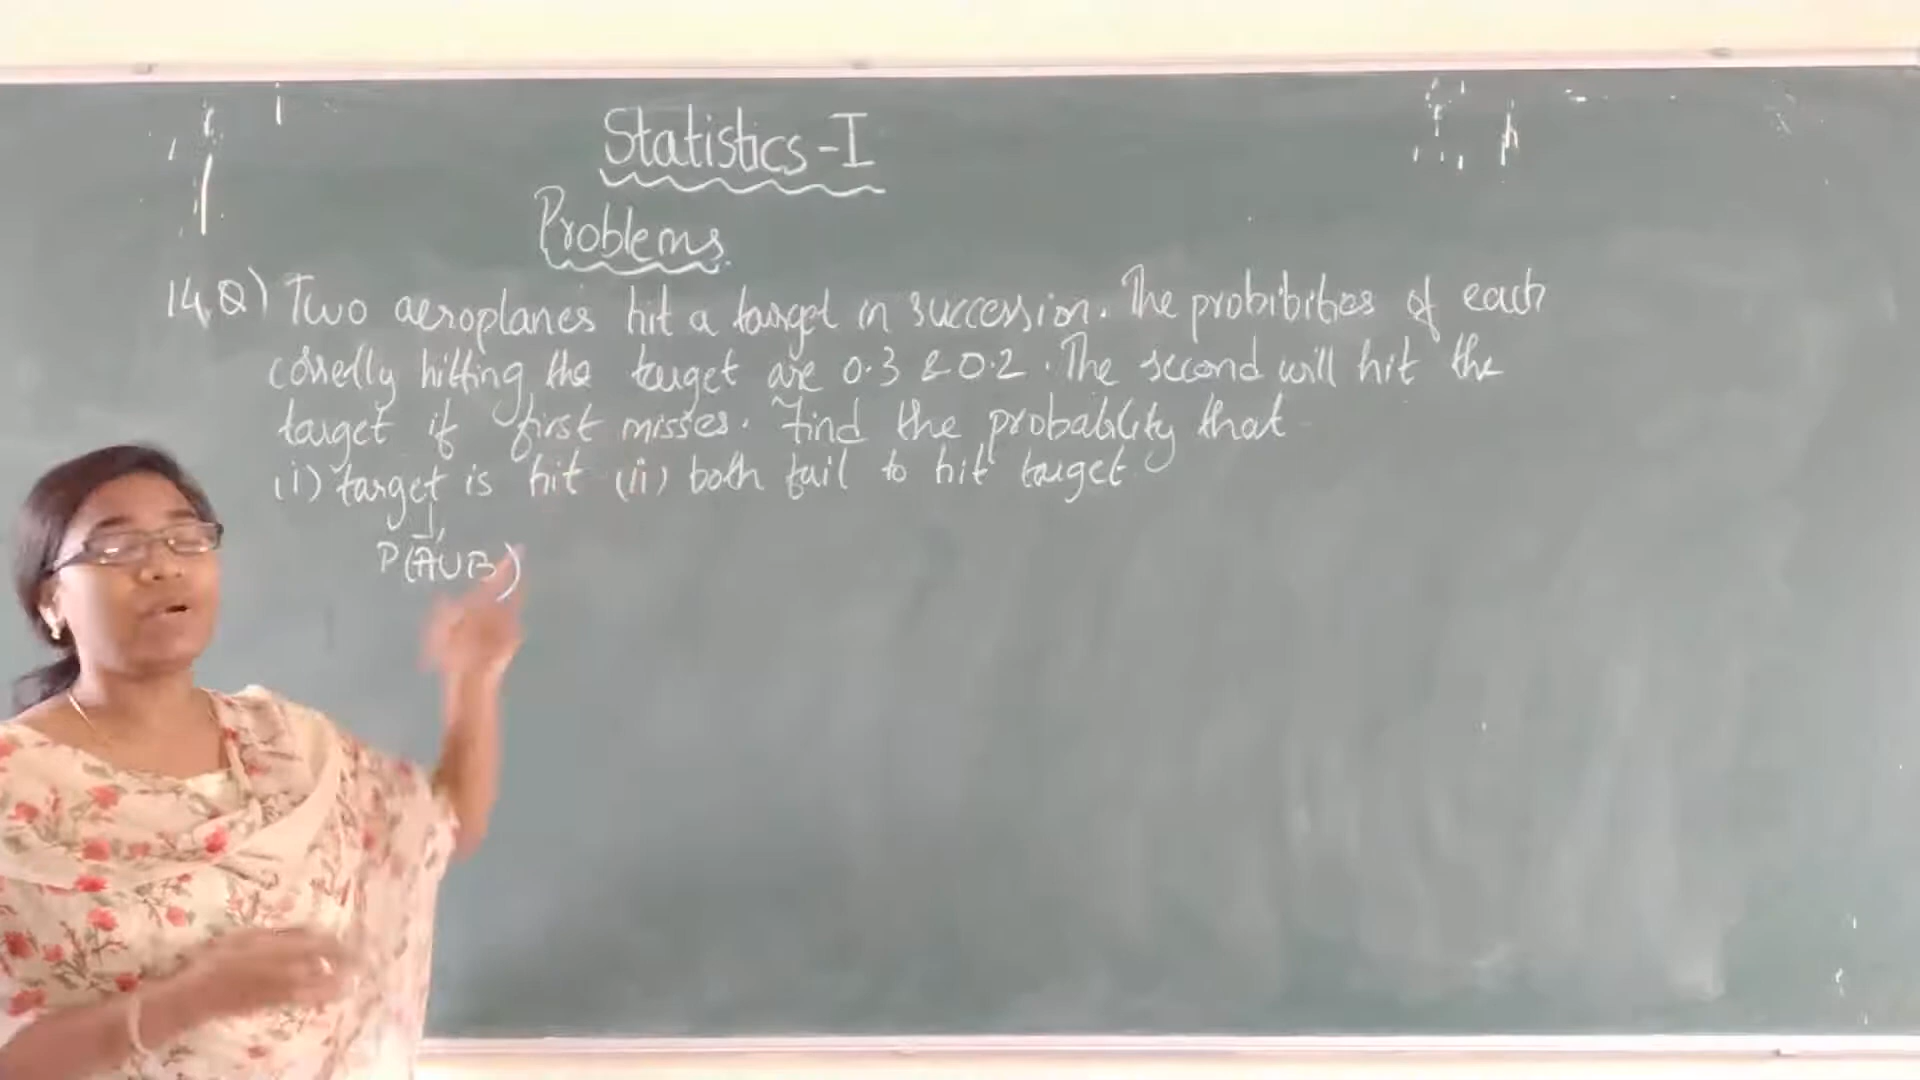 Statistics-I
Problems
14.Q) Two aeroplanes hit a target in succession. The probibities of each
correctly hitting the target are 0.3 & 0.2. The second will hit the
target if first misses. Find the probability that
(i) target is hit (ii) both fail to hit target.
P(A∪B)